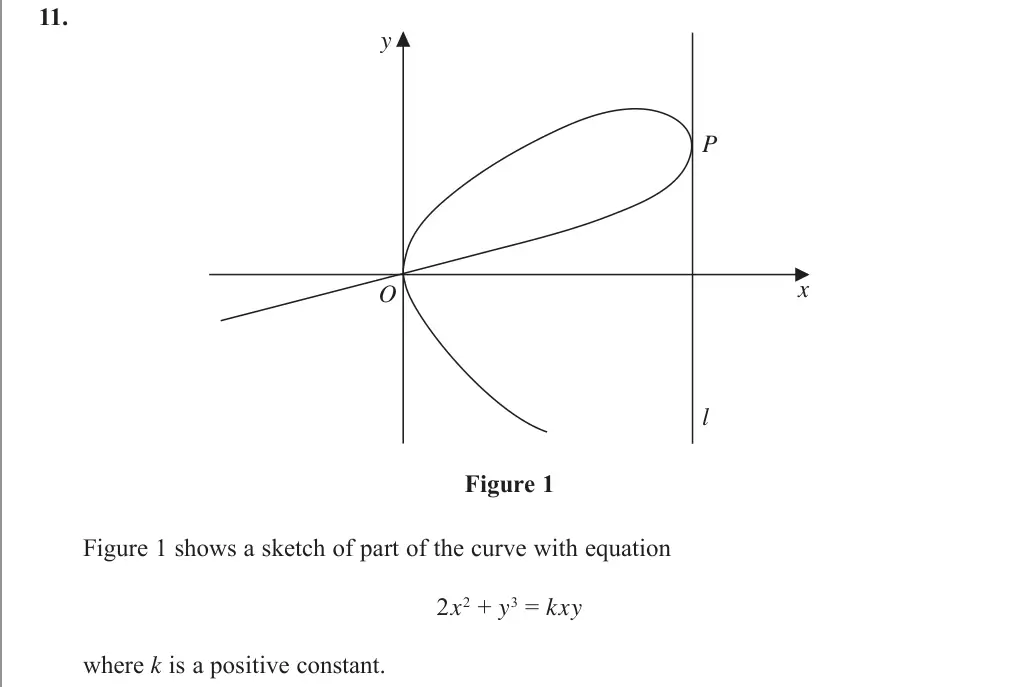 11.
y
P
O
x
l
Figure 1
Figure 1 shows a sketch of part of the curve with equation
2x² + y³ = kxy
where k is a positive constant.